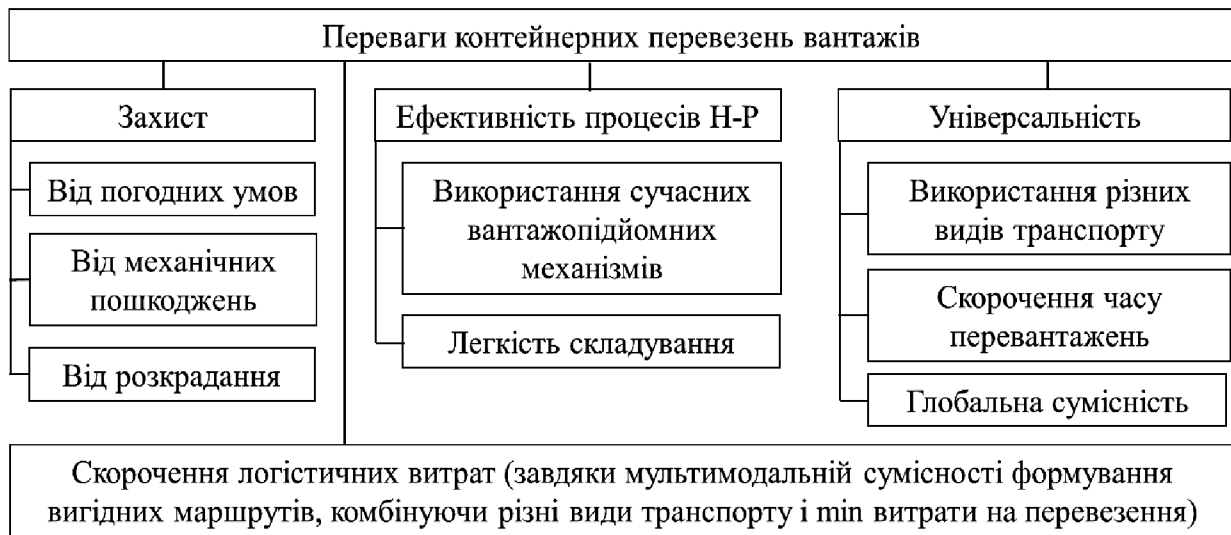 Переваги контейнерних перевезень вантажів
Захист
Від погодних умов
Від механічних
пошкоджень
Від розкрадання
Ефективність процесів Н-Р
Використання сучасних
вантажопідйомних
механізмів
Легкість складування
Універсальність
Використання різних
видів транспорту
Скорочення часу
перевантажень
Глобальна сумісність
Скорочення логістичних витрат (завдяки мультимодальній сумісності формування
вигідних маршрутів, комбінуючи різні види транспорту і min витрати на перевезення)